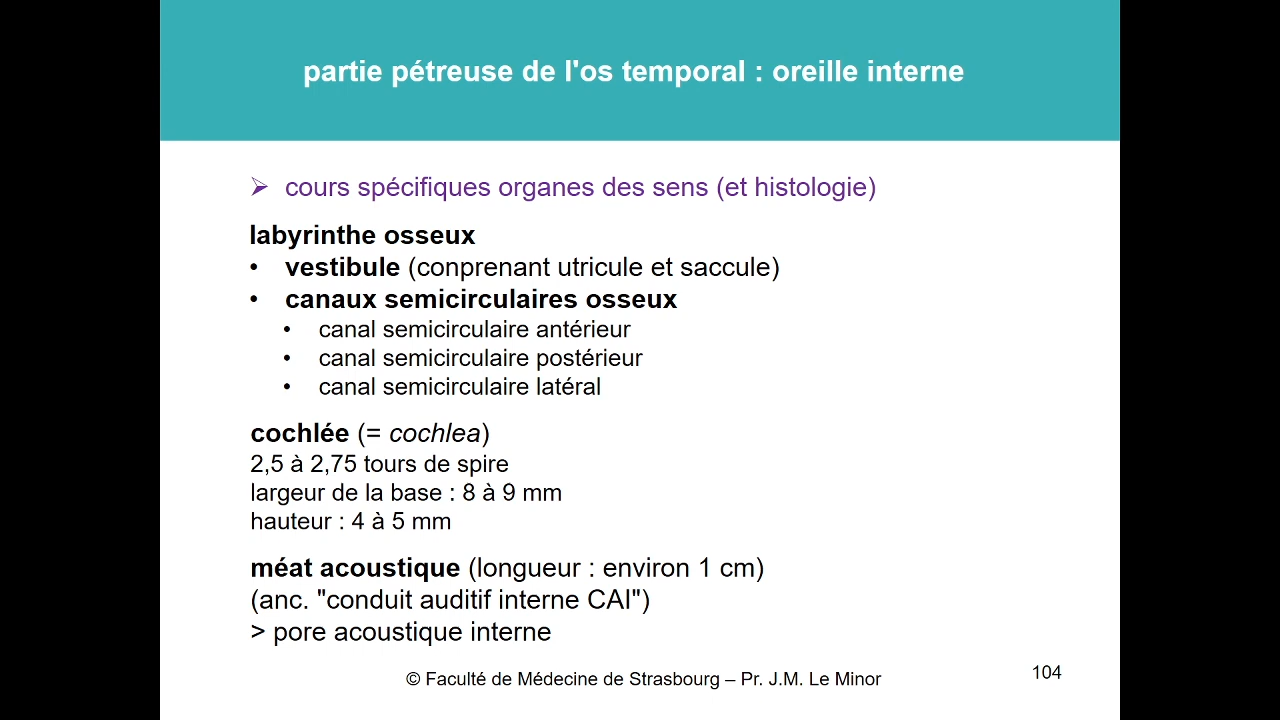 partie pétreuse de l'os temporal : oreille interne
➢ cours spécifiques organes des sens (et histologie)
labyrinthe osseux
• vestibule (conprenant utricule et saccule)
• canaux semicirculaires osseux
• canal semicirculaire antérieur
• canal semicirculaire postérieur
• canal semicirculaire latéral
cochlée (= cochlea)
2,5 à 2,75 tours de spire
largeur de la base : 8 à 9 mm
hauteur : 4 à 5 mm
méat acoustique (longueur : environ 1 cm)
(anc. "conduit auditif interne CAI")
> pore acoustique interne
© Faculté de Médecine de Strasbourg – Pr. J.M. Le Minor
104